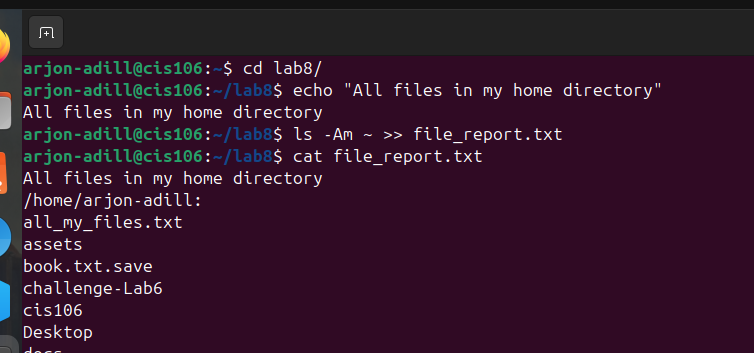 arjon-adill@cis106:~$ cd lab8/
arjon-adill@cis106:~/lab8$ echo "All files in my home directory"
All files in my home directory
arjon-adill@cis106:~/lab8$ ls -Am ~ >> file_report.txt
arjon-adill@cis106:~/lab8$ cat file_report.txt
All files in my home directory
/home/arjon-adill:
all_my_files.txt
assets
book.txt.save
challenge-Lab6
cis106
Desktop
docs